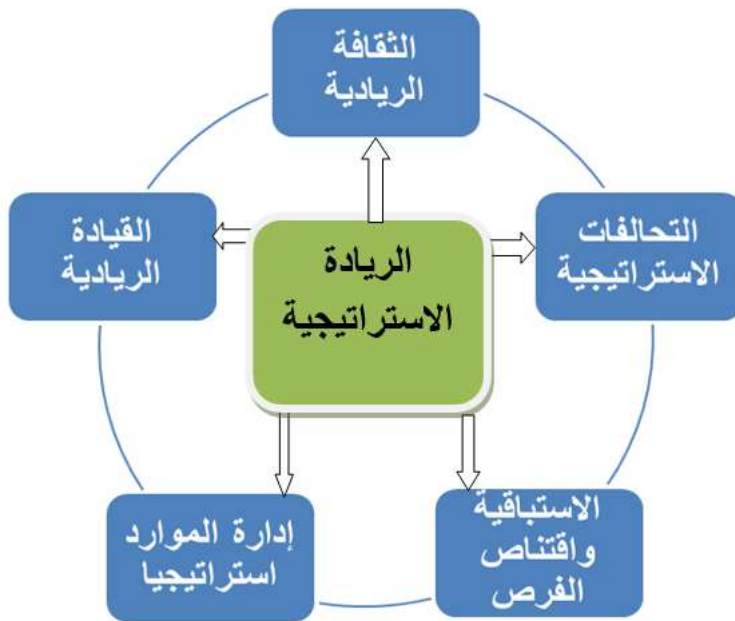 الثقافة
الريادية
القيادة
الريادية
الريادة
الاستراتيجية
التحالفات
الاستراتيجية
إدارة الموارد
استراتيجيا
الاستباقية
واقتناص
الفرص